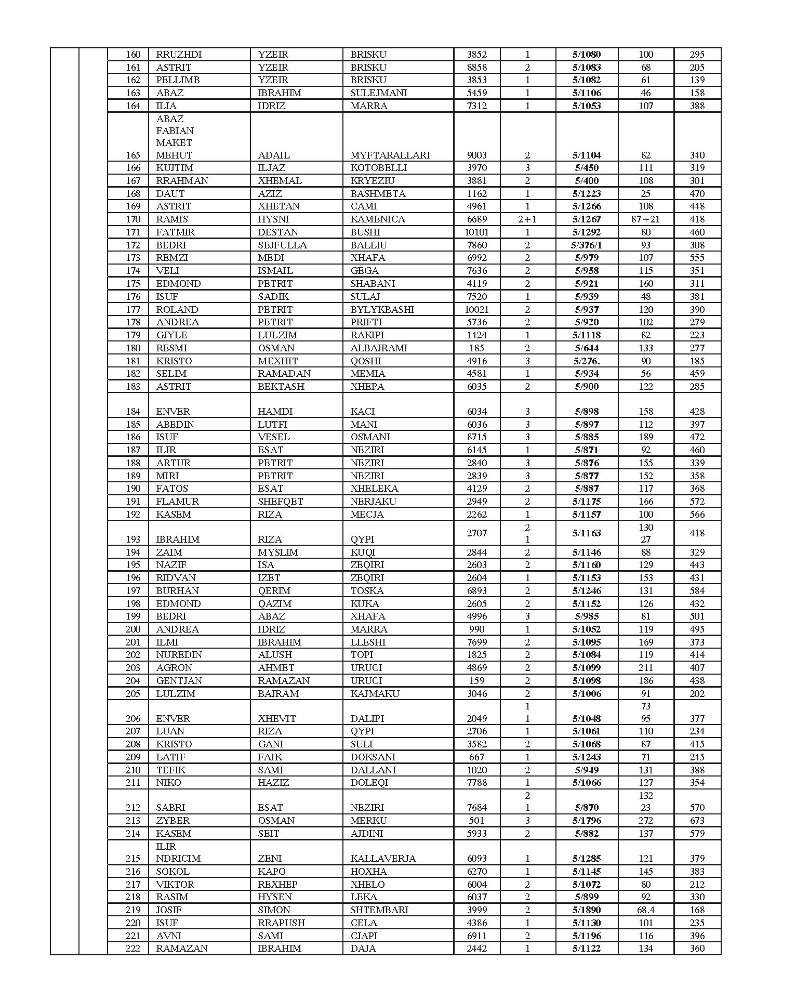 160 RRUZHDI YZEIR BRISKU 3852 1 5/1080 100 295
161 ASTRIT YZEIR BRISKU 8858 2 5/1083 68 205
162 PELLIMB YZEIR BRISKU 3853 1 5/1082 61 139
163 ABAZ IBRAHIM SULEJMANI 5459 1 5/1106 46 158
164 ILIA IDRIZ MARRA 7312 1 5/1053 107 388
ABAZ
FABIAN
MAKET
165 MEHUT ADAIL MYFTARALLARI 9003 2 5/1104 82 340
166 KUJTIM ILJAZ KOTOBELLI 3970 3 5/450 111 319
167 RRAHMAN XHEMAL KRYEZIU 3881 2 5/400 108 301
168 DAUT AZIZ BASHMETA 1162 1 5/1223 25 470
169 ASTRIT XHETAN CAMI 4961 1 5/1266 108 448
170 RAMIS HYSNI KAMENICA 6689 2+1 5/1267 87+21 418
171 FATMIR DESTAN BUSHI 10101 1 5/1292 80 460
172 BEDRI SEJFULLA BALLIU 7860 2 5/376/1 93 308
173 REMZI MEDI XHAFA 6992 2 5/979 107 555
174 VELI ISMAIL GEGA 7636 2 5/958 115 351
175 EDMOND PETRIT SHABANI 4119 2 5/921 160 311
176 ISUF SADIK SULAJ 7520 1 5/939 48 381
177 ROLAND PETRIT BYLYKBASHI 10021 2 5/937 120 390
178 ANDREA PETRIT PRIFTI 5736 2 5/920 102 279
179 GJYLE LULZIM RAKIPI 1424 1 5/1118 82 223
180 RESMI OSMAN ALBAJRAMI 185 2 5/644 133 277
181 KRISTO MEXHIT QOSHI 4916 3 5/276. 90 185
182 SELIM RAMADAN MEMIA 4581 1 5/934 56 459
183 ASTRIT BEKTASH XHEPA 6035 2 5/900 122 285
184 ENVER HAMDI KACI 6034 3 5/898 158 428
185 ABEDIN LUTFI MANI 6036 3 5/897 112 397
186 ISUF VESEL OSMANI 8715 3 5/885 189 472
187 ILIR ESAT NEZIRI 6145 1 5/871 92 460
188 ARTUR PETRIT NEZIRI 2840 3 5/876 155 339
189 MIRI PETRIT NEZIRI 2839 3 5/877 152 358
190 FATOS ESAT XHELEKA 4129 2 5/887 117 368
191 FLAMUR SHEFQET NERJAKU 2949 2 5/1175 166 572
192 KASEM RIZA MECJA 2262 1 5/1157 100 566
2 130
2707 5/1163 418
193 IBRAHIM RIZA QYPI 1 27
194 ZAIM MYSLIM KUQI 2844 2 5/1146 88 329
195 NAZIF ISA ZEQIRI 2603 2 5/1160 129 443
196 RIDVAN IZET ZEQIRI 2604 1 5/1153 153 431
197 BURHAN QERIM TOSKA 6893 2 5/1246 131 584
198 EDMOND QAZIM KUKA 2605 2 5/1152 126 432
199 BEDRI ABAZ XHAFA 4996 3 5/985 81 501
200 ANDREA IDRIZ MARRA 990 1 5/1052 119 495
201 ILMI IBRAHIM LLESHI 7699 2 5/1095 169 373
202 NUREDIN ALUSH TOPI 1825 2 5/1084 119 414
203 AGRON AHMET URUCI 4869 2 5/1099 211 407
204 GENTJAN RAMAZAN URUCI 159 2 5/1098 186 438
205 LULZIM BAJRAM KAJMAKU 3046 2 5/1006 91 202
1 73
206 ENVER XHEVIT DALIPI 2049 1 5/1048 95 377
207 LUAN RIZA QYPI 2706 1 5/1061 110 234
208 KRISTO GANI SULI 3582 2 5/1068 87 415
209 LATIF FAIK DOKSANI 667 1 5/1243 71 245
210 TEFIK SAMI DALLANI 1020 2 5/949 131 388
211 NIKO HAZIZ DOLEQI 7788 1 5/1066 127 354
2 132
212 SABRI ESAT NEZIRI 7684 1 5/870 23 570
213 ZYBER OSMAN MERKU 501 3 5/1796 272 673
214 KASEM SEIT AJDINI 5933 2 5/882 137 579
ILIR
215 NDRICIM ZENI KALLAVERJA 6093 1 5/1285 121 379
216 SOKOL KAPO HOXHA 6270 1 5/1145 145 383
217 VIKTOR REXHEP XHELO 6004 2 5/1072 80 212
218 RASIM HYSEN LEKA 6037 2 5/899 92 330
219 JOSIF SIMON SHTEMBARI 3999 2 5/1890 68.4 168
220 ISUF RRAPUSH ÇELA 4386 1 5/1130 101 235
221 AVNI SAMI CJAPI 6911 2 5/1196 116 396
222 RAMAZAN IBRAHIM DAJA 2442 1 5/1122 134 360